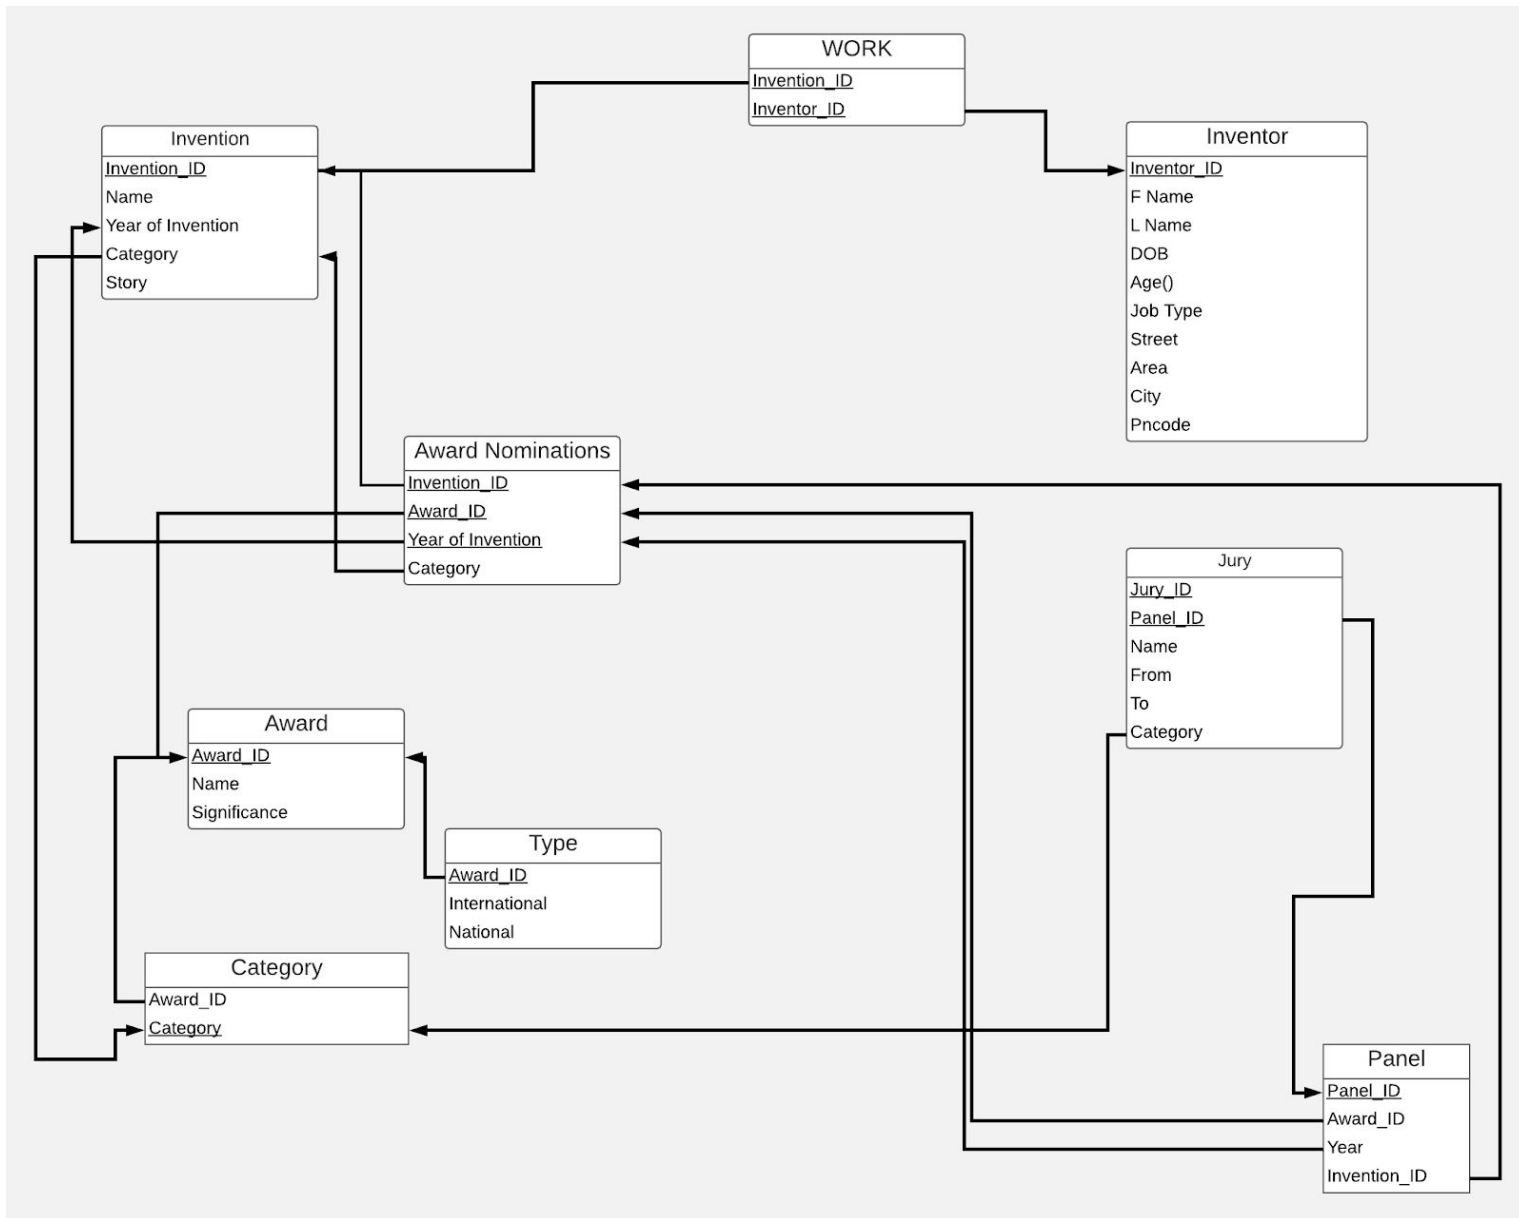 WORK
Invention_ID
Inventor_ID
Invention
Invention_ID
Name
Year of Invention
Category
Story
Inventor
Inventor_ID
F Name
L Name
DOB
Age()
Job Type
Street
Area
City
Pncode
Award Nominations
Invention_ID
Award_ID
Year of Invention
Category
Jury
Jury_ID
Panel_ID
Name
From
To
Category
Award
Award_ID
Name
Significance
Type
Award_ID
International
National
Category
Award_ID
Category
Panel
Panel_ID
Award_ID
Year
Invention_ID